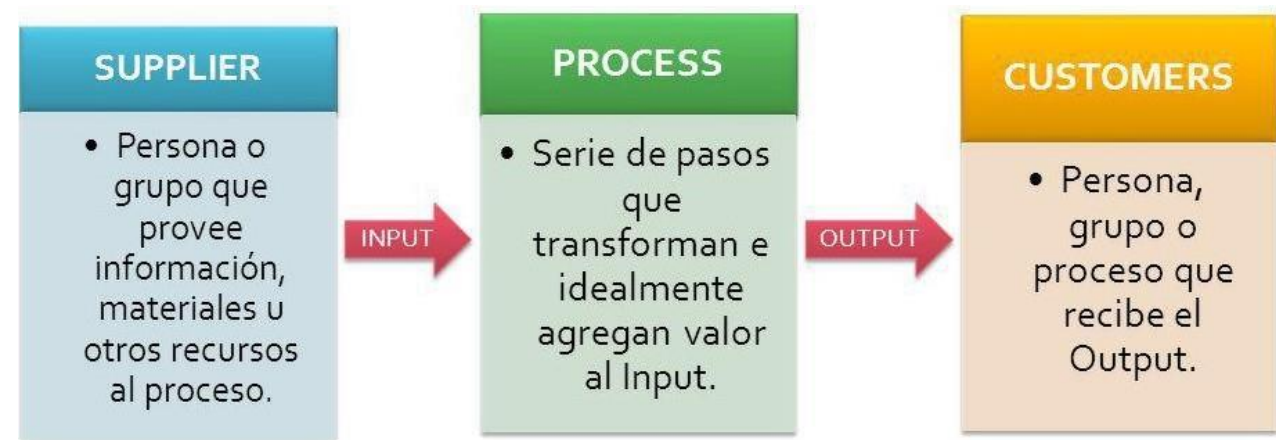 SUPPLIER
• Persona o
grupo que
provee
información,
materiales u
otros recursos
al proceso.
INPUT
PROCESS
• Serie de pasos
que
transforman e
idealmente
agregan valor
al Input.
OUTPUT
CUSTOMERS
• Persona,
grupo o
proceso que
recibe el
Output.